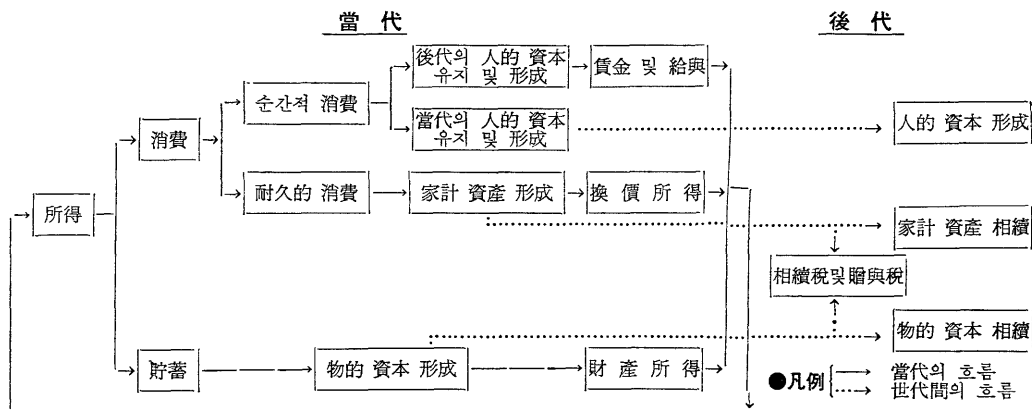 當 代
後 代
後代의 人的 資本
유지 및 形成
賃金 및 給與
순간적 消費
當代의 人的 資本
유지 및 形成
人的 資本 形成
消費
耐久的 消費
家計 資產 形成
換 價 所 得
所得
家計 資產 相續
相續稅및贈與稅
物的 資本 相續
貯蓄
物的 資本 形成
財 產 所 得
●凡例
當代의 흐름
世代間의 흐름